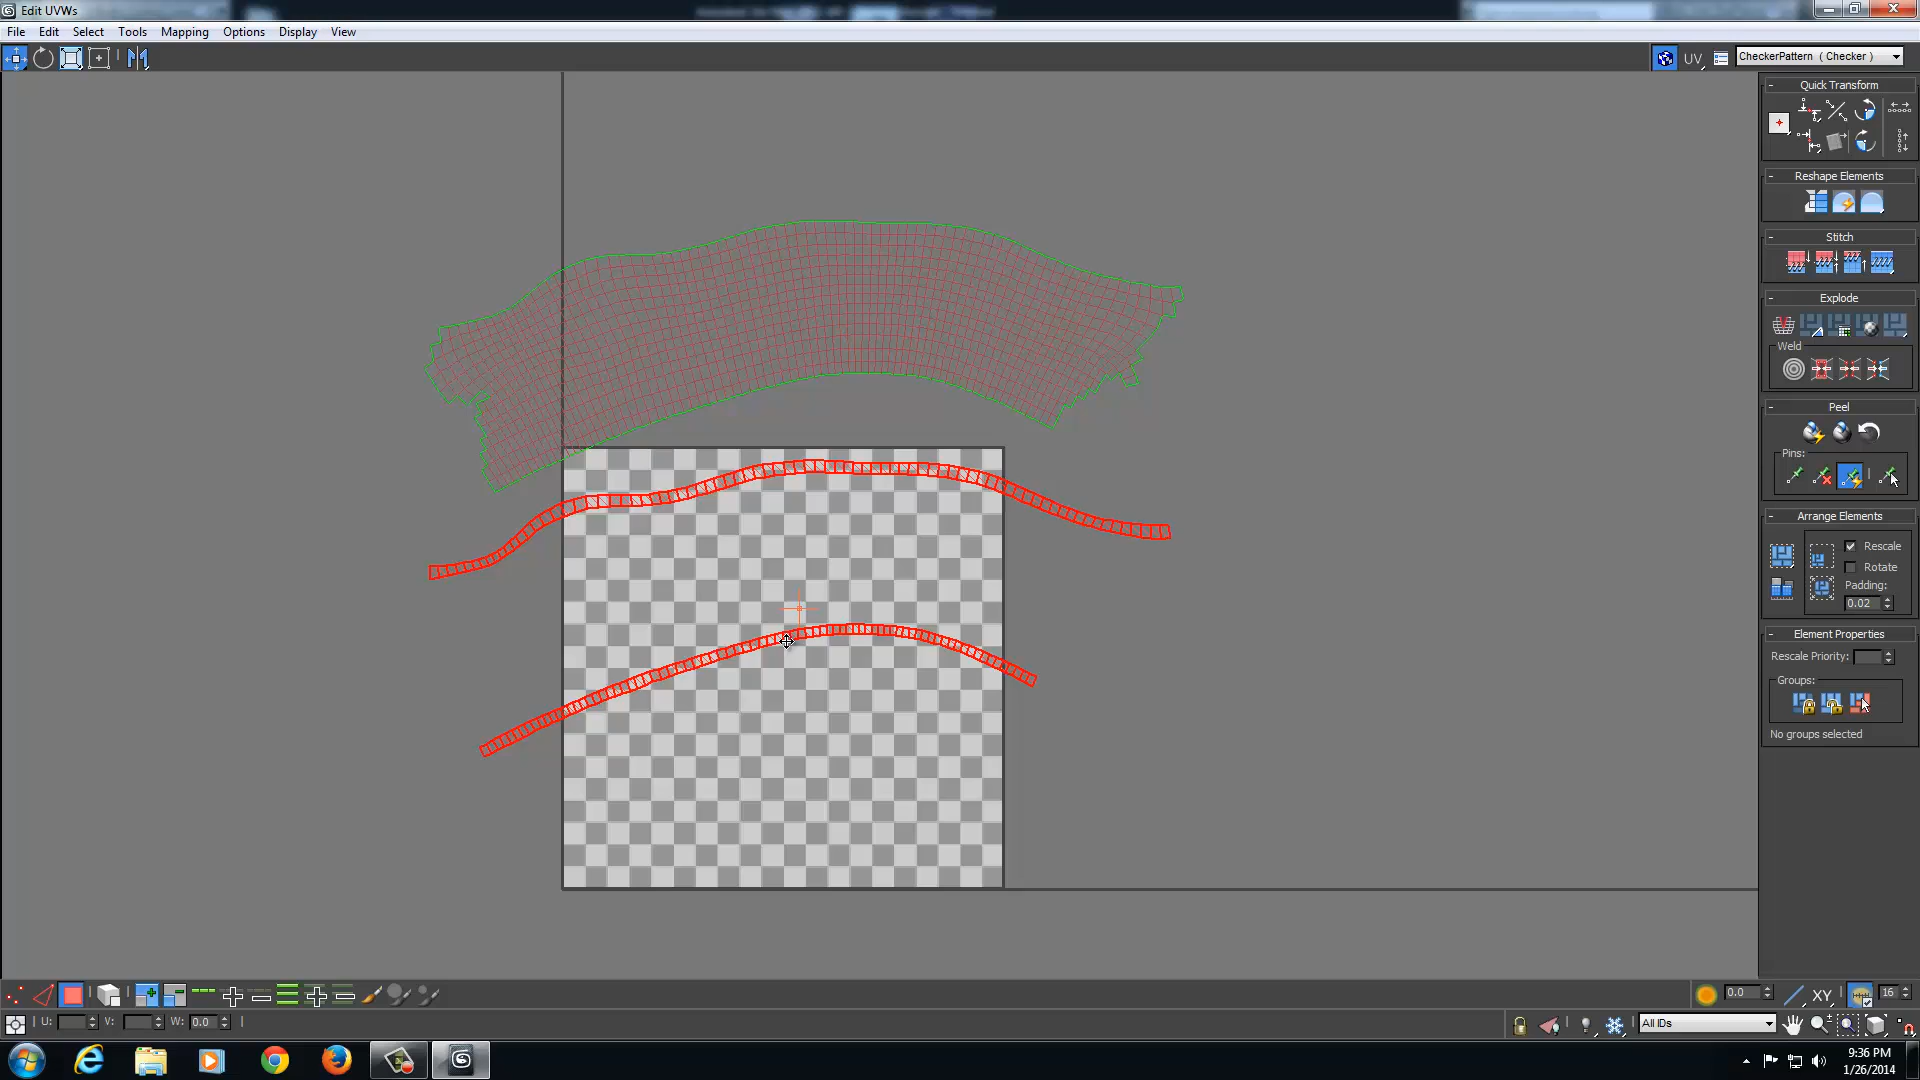 Edit UVWs
File Edit Select Tools Mapping Options Display View
UV CheckerPattern ( Checker )
- Quick Transform
- Reshape Elements
- Stitch
- Explode
Weld
- Peel
Pins:
- Arrange Elements
Rescale
Rotate
Padding:
0.02
- Element Properties
Rescale Priority:
Groups:
No groups selected
0.0 XY 16
U: V: W: 0.0 All IDs
9:36 PM
1/26/2014